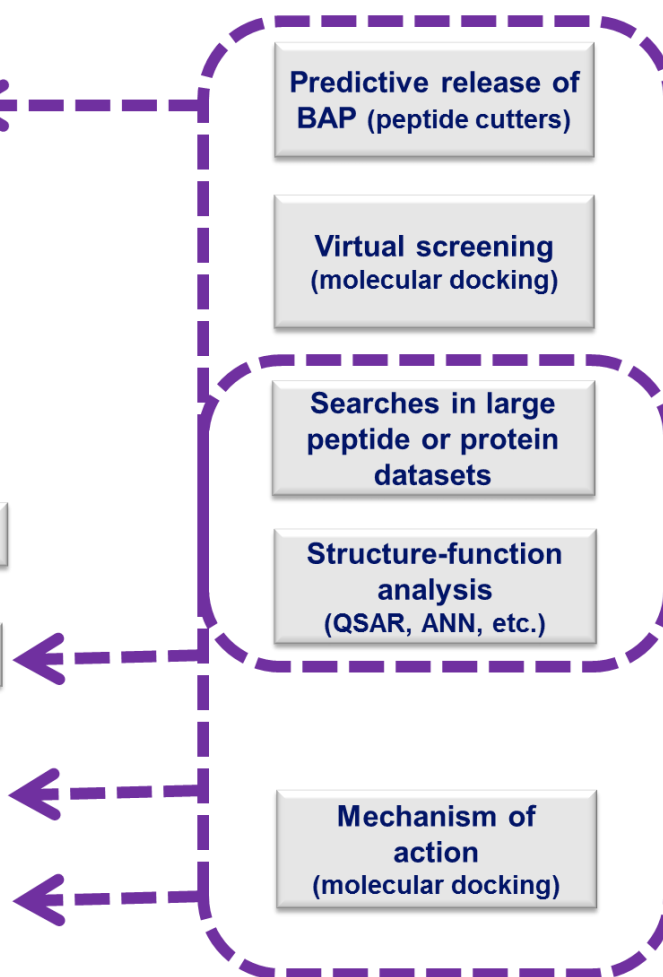 Predictive release of
BAP (peptide cutters)
Virtual screening
(molecular docking)
Searches in large
peptide or protein
datasets
Structure-function
analysis
(QSAR, ANN, etc.)
Mechanism of
action
(molecular docking)